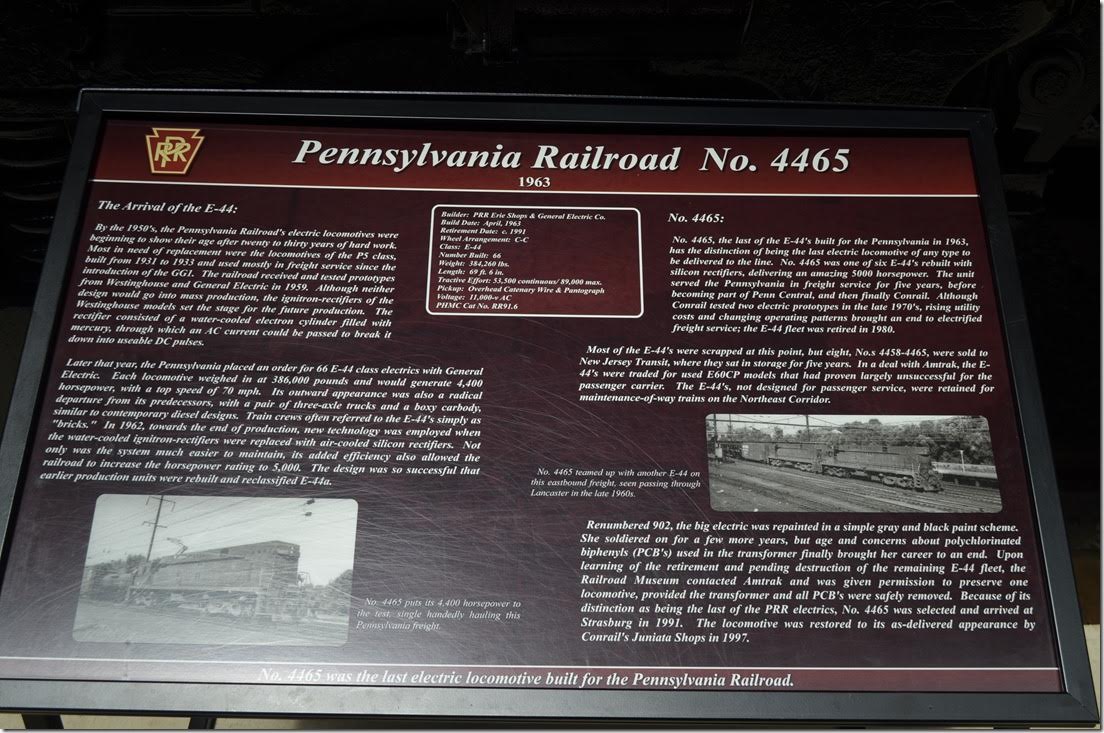 PRR
Pennsylvania Railroad No. 4465
1963
The Arrival of the E-44:
By the 1950's, the Pennsylvania Railroad's electric locomotives were
beginning to show their age after twenty to thirty years of hard work.
Most in need of replacement were the locomotives of the P5 class,
built from 1931 to 1933 and used mostly in freight service since the
introduction of the GG1. The railroad received and tested prototypes
from Westinghouse and General Electric in 1959. Although neither
design would go into mass production, the ignitron-rectifiers of the
Westinghouse models set the stage for the future production. The
rectifier consisted of a water-cooled electron cylinder filled with
mercury, through which an AC current could be passed to break it
down into useable DC pulses.
Later that year, the Pennsylvania placed an order for 66 E-44 class electrics with General
Electric. Each locomotive weighed in at 386,000 pounds and would generate 4,400
horsepower, with a top speed of 70 mph. Its outward appearance was also a radical
departure from its predecessors, with a pair of three-axle trucks and a boxy carbody,
similar to contemporary diesel designs. Train crews often referred to the E-44's simply as
"bricks." In 1962, towards the end of production, new technology was employed when
the water-cooled ignitron-rectifiers were replaced with air-cooled silicon rectifiers. Not
only was the system much easier to maintain, its added efficiency also allowed the
railroad to increase the horsepower rating to 5,000. The design was so successful that
earlier production units were rebuilt and reclassified E-44a.
No. 4465 puts its 4,400 horsepower to
the test, single handedly hauling this
Pennsylvania freight.
Builder: PRR Erie Shops & General Electric Co.
Build Date: April, 1963
Retirement Date: c. 1991
Wheel Arrangement: C-C
Class: E-44
Number Built: 66
Weight: 384,260 lbs.
Length: 69 ft. 6 in.
Tractive Effort: 53,500 continuous/ 89,000 max.
Pickup: Overhead Catenary Wire & Pantograph
Voltage: 11,000-v AC
PHMC Cat No. RR91.6
No. 4465:
No. 4465, the last of the E-44's built for the Pennsylvania in 1963,
has the distinction of being the last electric locomotive of any type to
be delivered to the line. No. 4465 was one of six E-44's rebuilt with
silicon rectifiers, delivering an amazing 5000 horsepower. The unit
served the Pennsylvania in freight service for five years, before
becoming part of Penn Central, and then finally Conrail. Although
Conrail tested two electric prototypes in the late 1970's, rising utility
costs and changing operating patterns brought an end to electrified
freight service; the E-44 fleet was retired in 1980.
Most of the E-44's were scrapped at this point, but eight, No.s 4458-4465, were sold to
New Jersey Transit, where they sat in storage for five years. In a deal with Amtrak, the E-
44's were traded for used E60CP models that had proven largely unsuccessful for the
passenger carrier. The E-44's, not designed for passenger service, were retained for
maintenance-of-way trains on the Northeast Corridor.
No. 4465 teamed up with another E-44 on
this eastbound freight, seen passing through
Lancaster in the late 1960s.
Renumbered 902, the big electric was repainted in a simple gray and black paint scheme.
She soldiered on for a few more years, but age and concerns about polychlorinated
biphenyls (PCB's) used in the transformer finally brought her career to an end. Upon
learning of the retirement and pending destruction of the remaining E-44 fleet, the
Railroad Museum contacted Amtrak and was given permission to preserve one
locomotive, provided the transformer and all PCB's were safely removed. Because of its
distinction as being the last of the PRR electrics, No. 4465 was selected and arrived at
Strasburg in 1991. The locomotive was restored to its as-delivered appearance by
Conrail's Juniata Shops in 1997.
No. 4465 was the last electric locomotive built for the Pennsylvania Railroad.